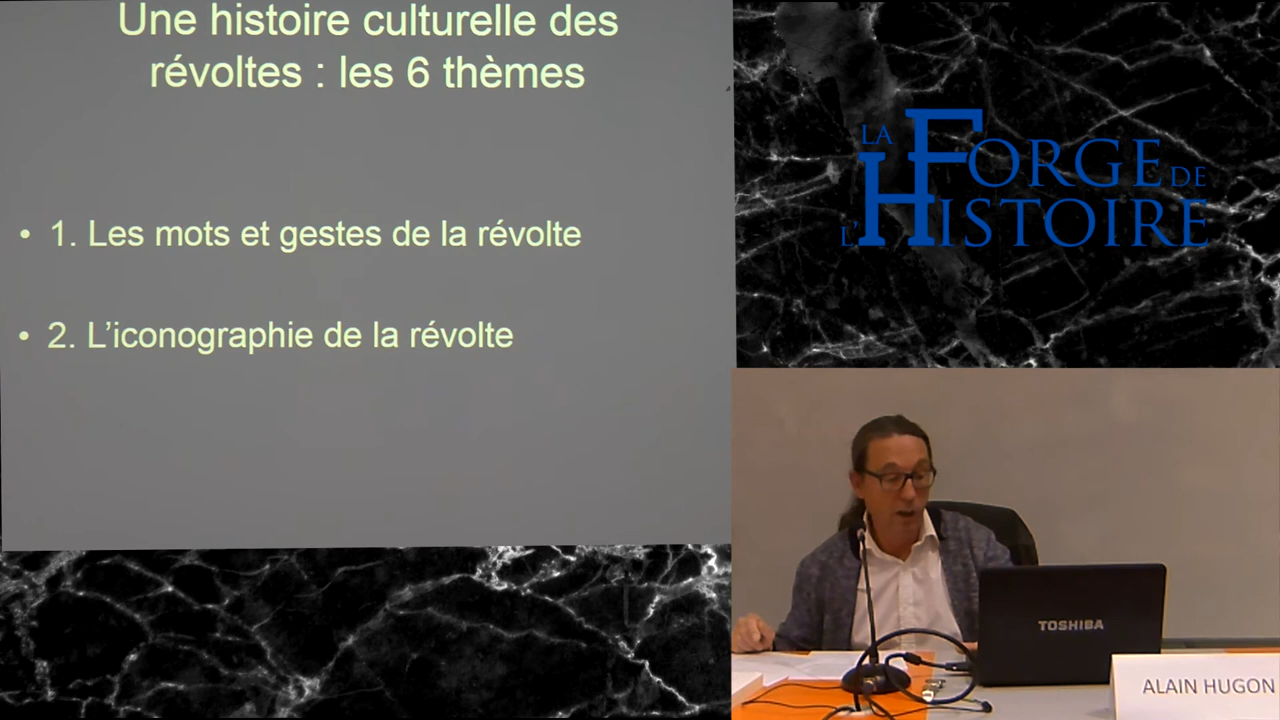 Une histoire culturelle des
révoltes : les 6 thèmes
• 1. Les mots et gestes de la révolte
• 2. L’iconographie de la révolte
LA FORGE DE
L'HISTOIRE
TOSHIBA
ALAIN HUGON